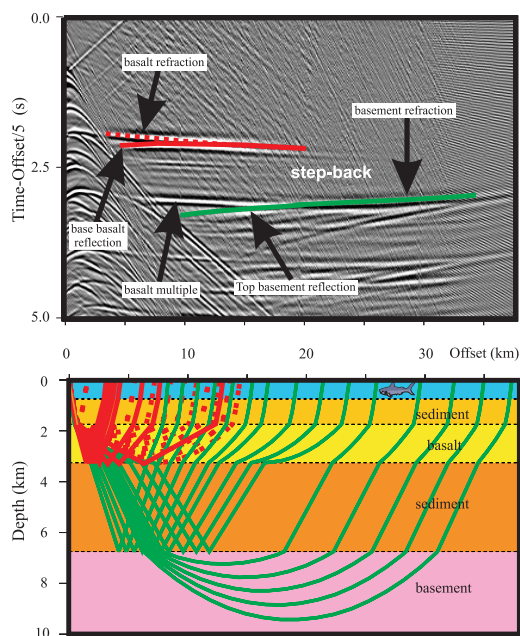 0.0
basalt refraction
basement refraction
Time-Offset/5 (s)
2.5
step-back
base basalt
reflection
basalt multiple
Top basement reflection
5.0
0 10 20 30 Offset (km)
0
sediment
2
basalt
4
sediment
Depth (km)
6
8
basement
10